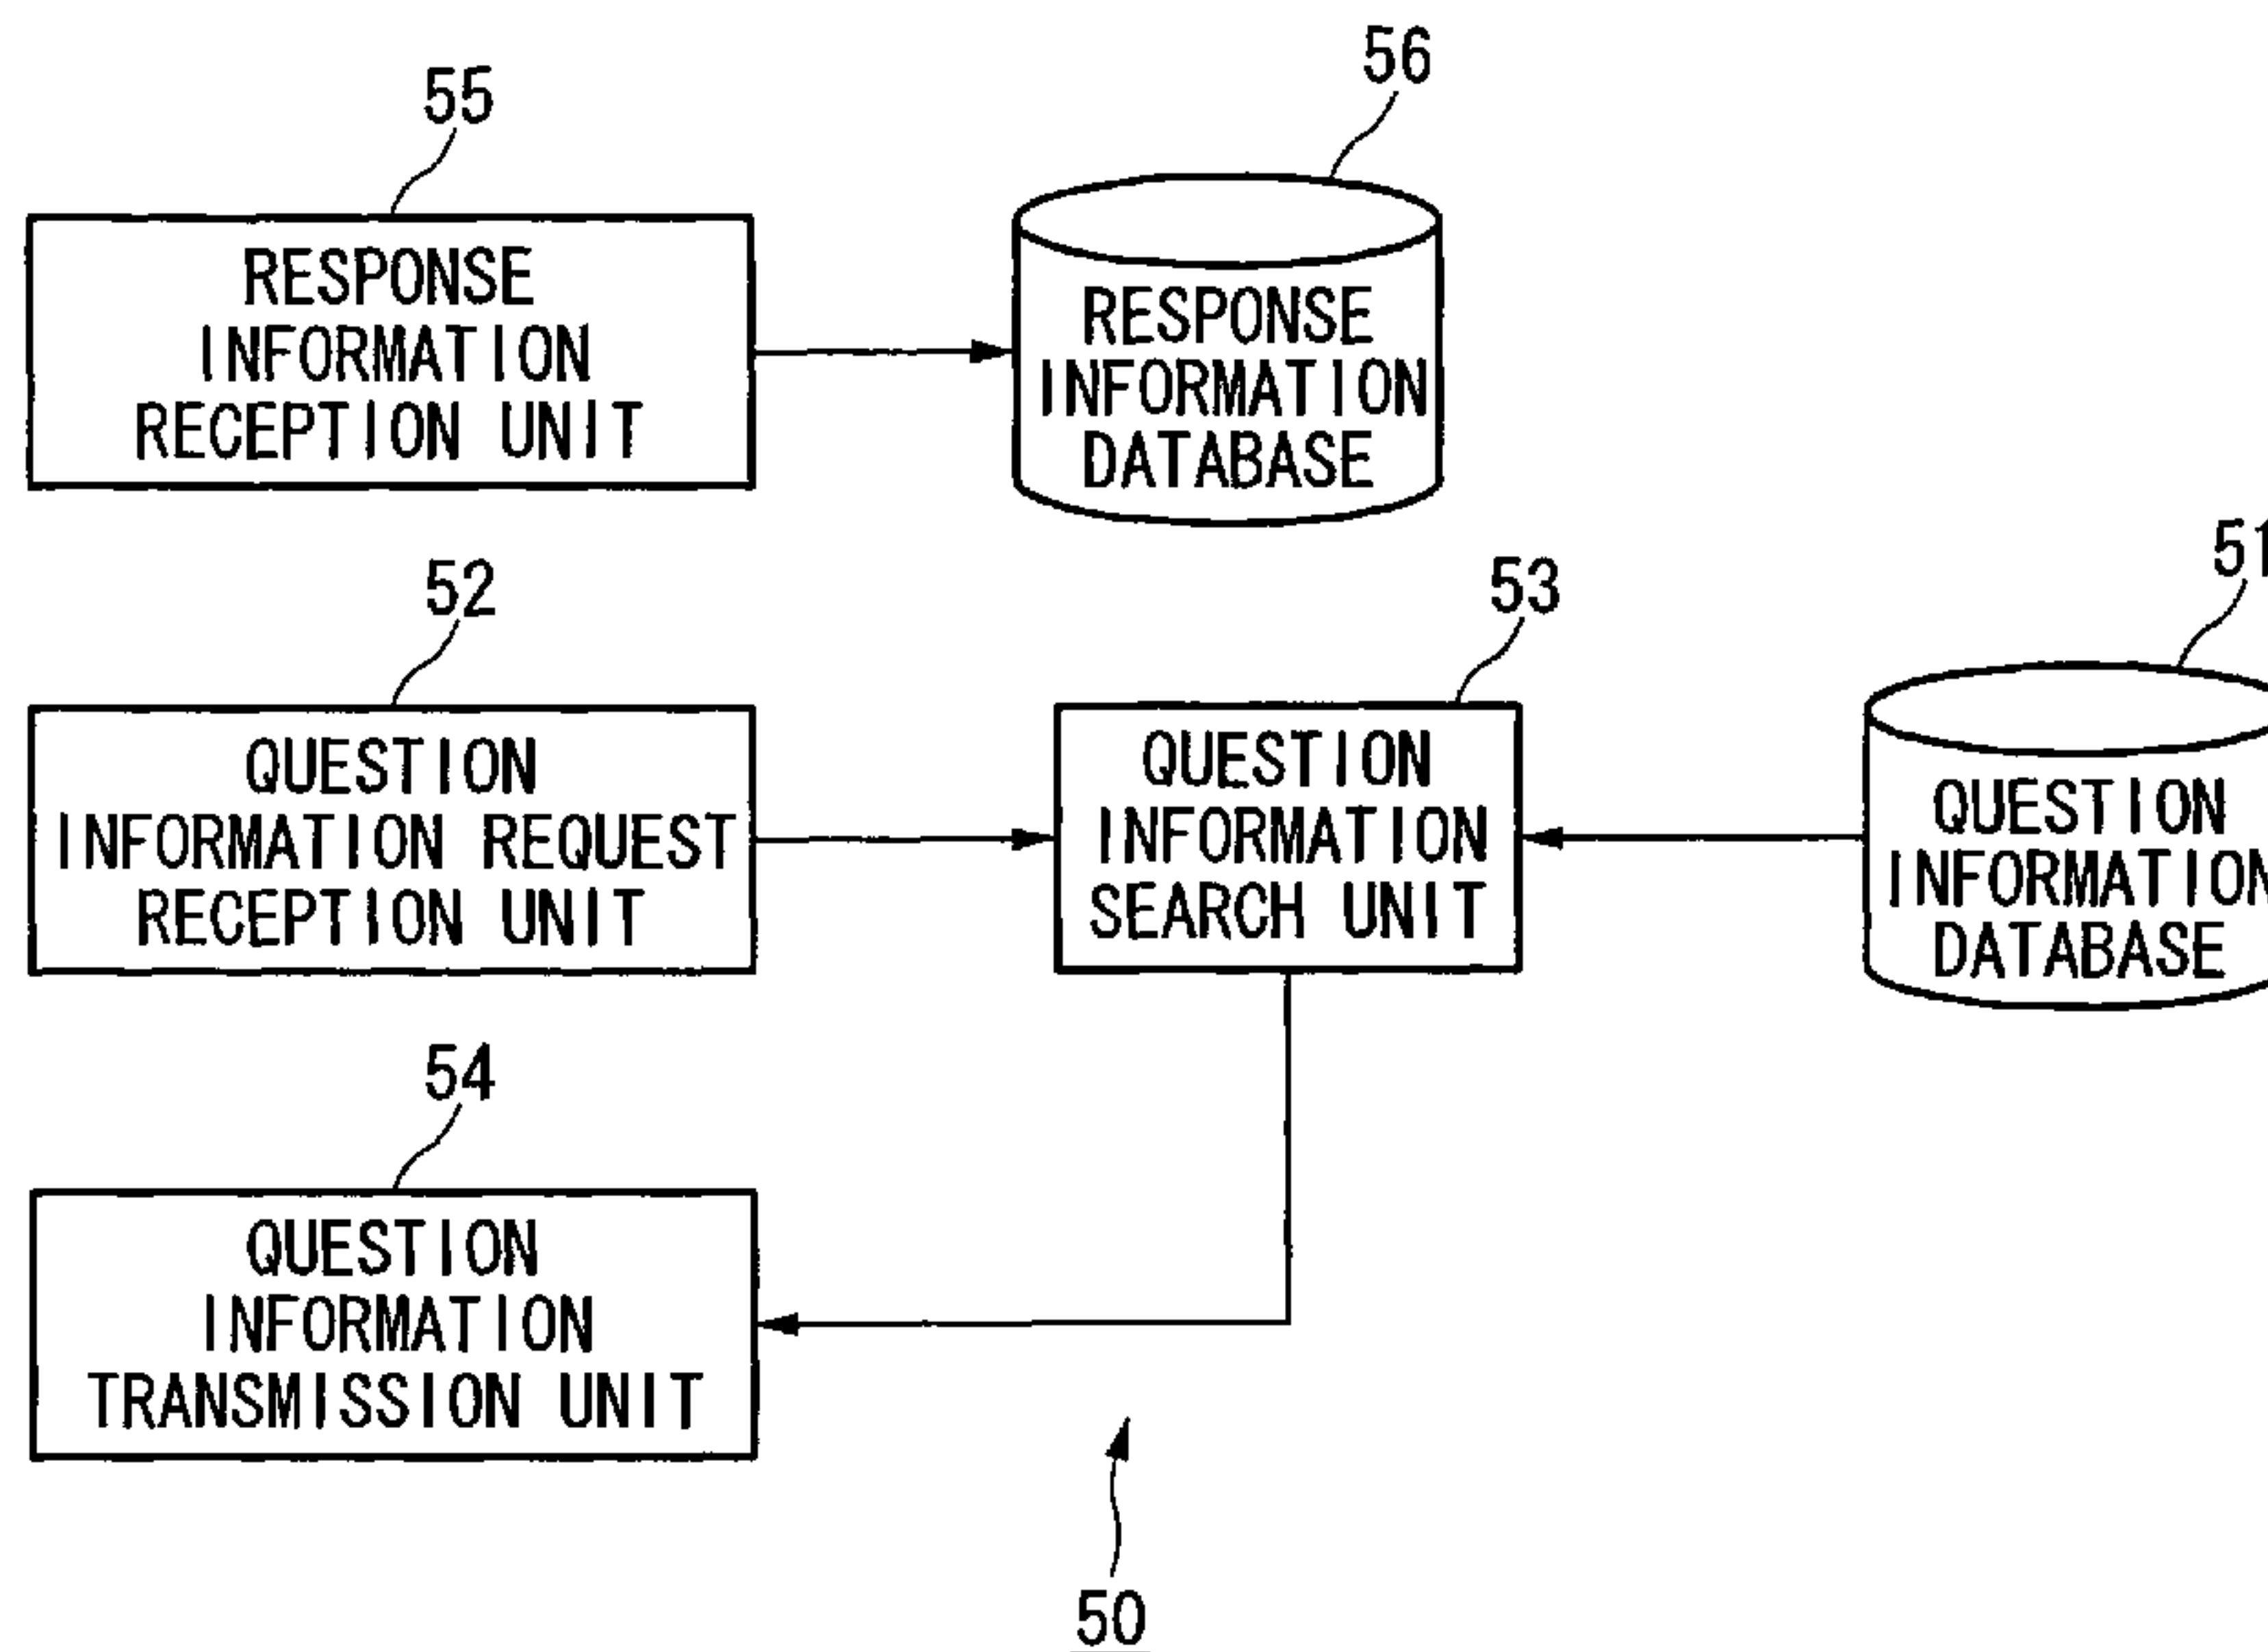 55
RESPONSE
INFORMATION
RECEPTION UNIT
56
RESPONSE
INFORMATION
DATABASE
52
QUESTION
INFORMATION REQUEST
RECEPTION UNIT
53
QUESTION
INFORMATION
SEARCH UNIT
51
QUESTION
INFORMATION
DATABASE
54
QUESTION
INFORMATION
TRANSMISSION UNIT
50